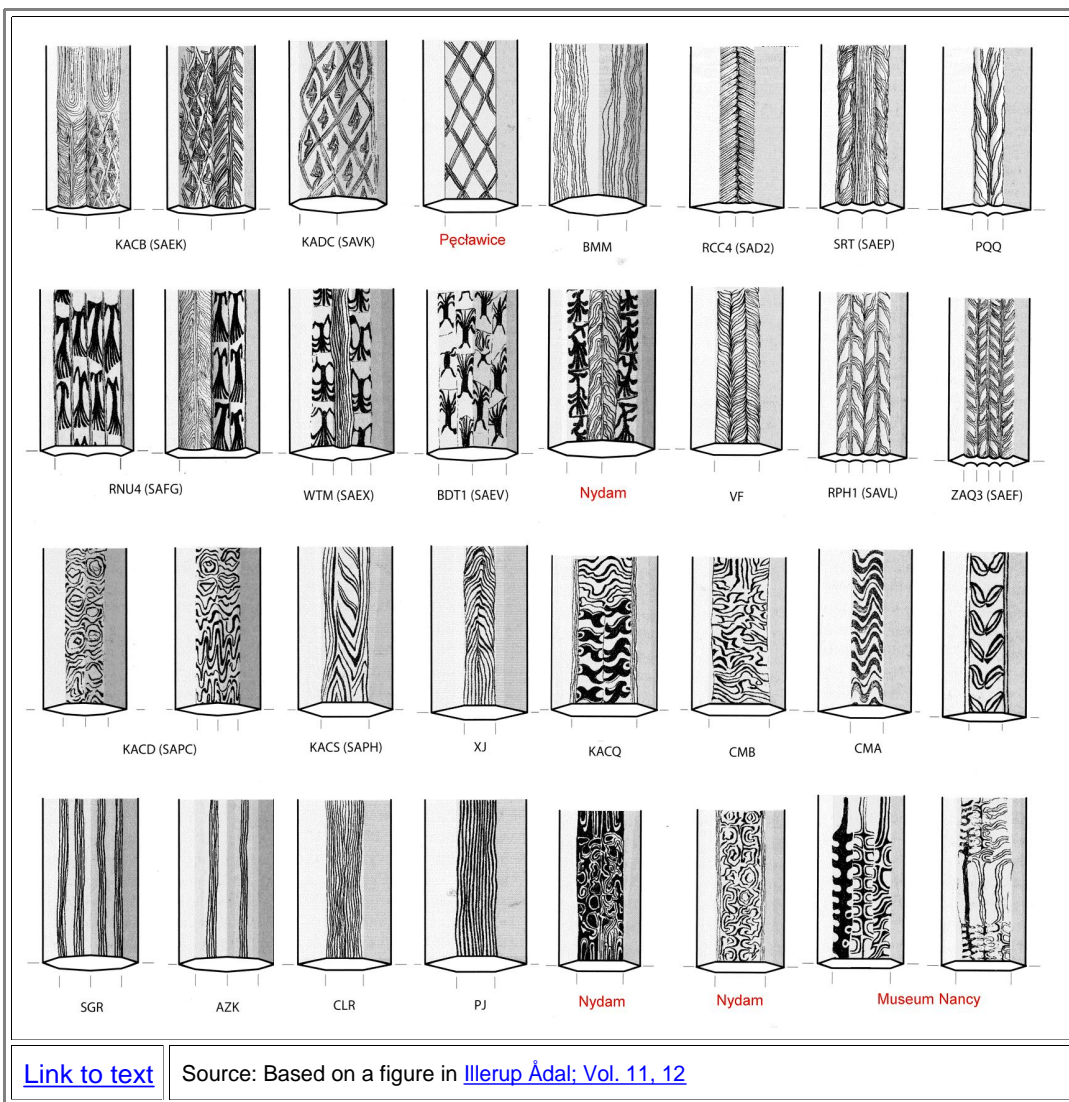 KACB (SAEK)
KADC (SAVK)
Pęcławice
BMM
RCC4 (SAD2)
SRT (SAEP)
PQQ
RNU4 (SAFG)
WTM (SAEX)
BDT1 (SAEV)
Nydam
VF
RPH1 (SAVL)
ZAQ3 (SAEF)
KACD (SAPC)
KACS (SAPH)
XJ
KACQ
CMB
CMA
SGR
AZK
CLR
PJ
Nydam
Nydam
Museum Nancy
Link to text
Source: Based on a figure in Illerup Ådal; Vol. 11, 12